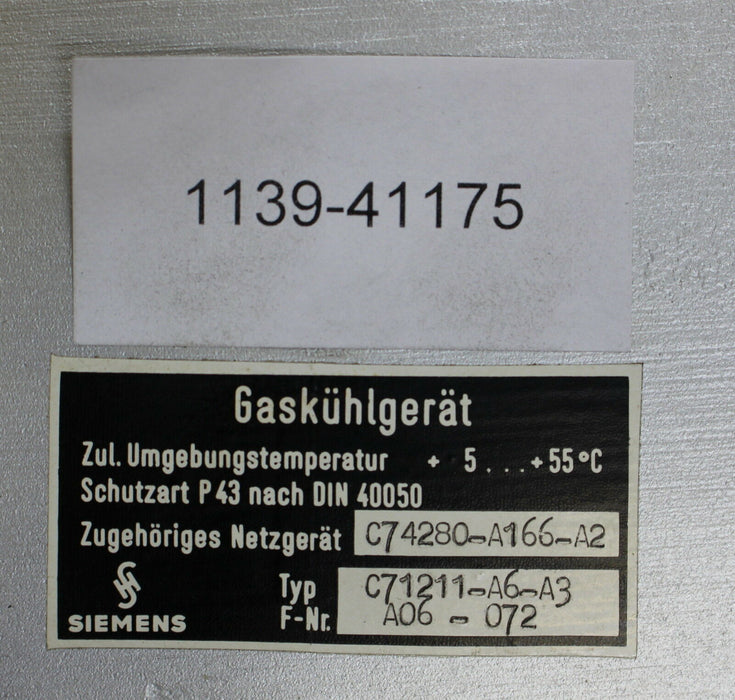 1139-41175
Gaskühlgerät
Zul. Umgebungstemperatur + 5 . . . + 55°C
Schutzart P43 nach DIN 40050
Zugehöriges Netzgerät C74280-A166-A2
Typ C71211-A6-A3
F-Nr. A06 - 072
SIEMENS